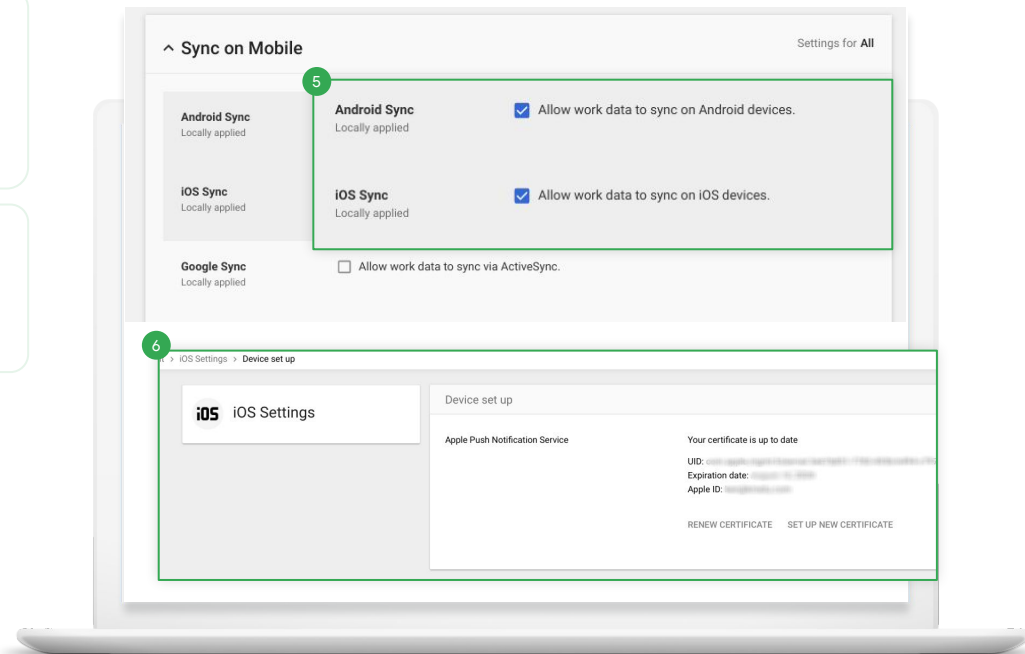 Sync on Mobile
Settings for All
5
Android Sync
Locally applied
Android Sync
Locally applied
Allow work data to sync on Android devices.
iOS Sync
Locally applied
iOS Sync
Locally applied
Allow work data to sync on iOS devices.
Google Sync
Locally applied
Allow work data to sync via ActiveSync.
6
> iOS Settings > Device set up
iOS iOS Settings
Device set up
Apple Push Notification Service
Your certificate is up to date
UID:
Expiration date:
Apple ID:
RENEW CERTIFICATE SET UP NEW CERTIFICATE